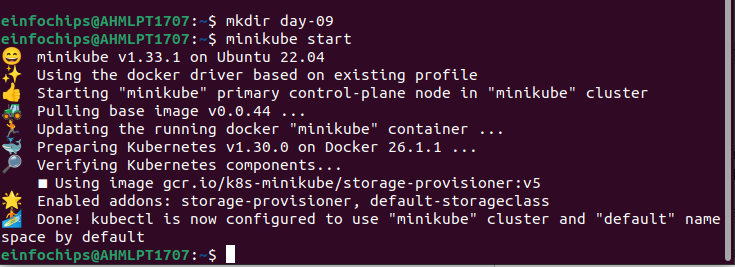 einfochips@AHMLPT1707:~$ mkdir day-09
einfochips@AHMLPT1707:~$ minikube start
😄  minikube v1.33.1 on Ubuntu 22.04
✨  Using the docker driver based on existing profile
👍  Starting "minikube" primary control-plane node in "minikube" cluster
🚜  Pulling base image v0.0.44 ...
🏃  Updating the running docker "minikube" container ...
🐳  Preparing Kubernetes v1.30.0 on Docker 26.1.1 ...
🔎  Verifying Kubernetes components...
    ▪ Using image gcr.io/k8s-minikube/storage-provisioner:v5
🌟  Enabled addons: storage-provisioner, default-storageclass
🏄  Done! kubectl is now configured to use "minikube" cluster and "default" name
space by default
einfochips@AHMLPT1707:~$